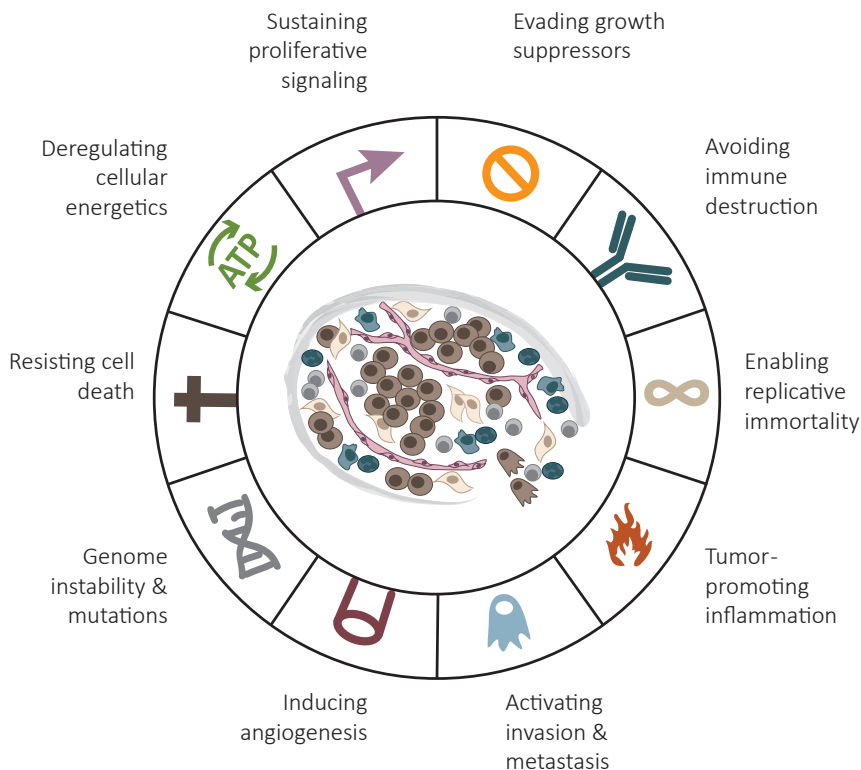 Sustaining
proliferative
signaling
Evading growth
suppressors
Deregulating
cellular
energetics
Avoiding
immune
destruction
ATP
Resisting cell
death
Enabling
replicative
immortality
Genome
instability &
mutations
Tumor-
promoting
inflammation
Inducing
angiogenesis
Activating
invasion &
metastasis